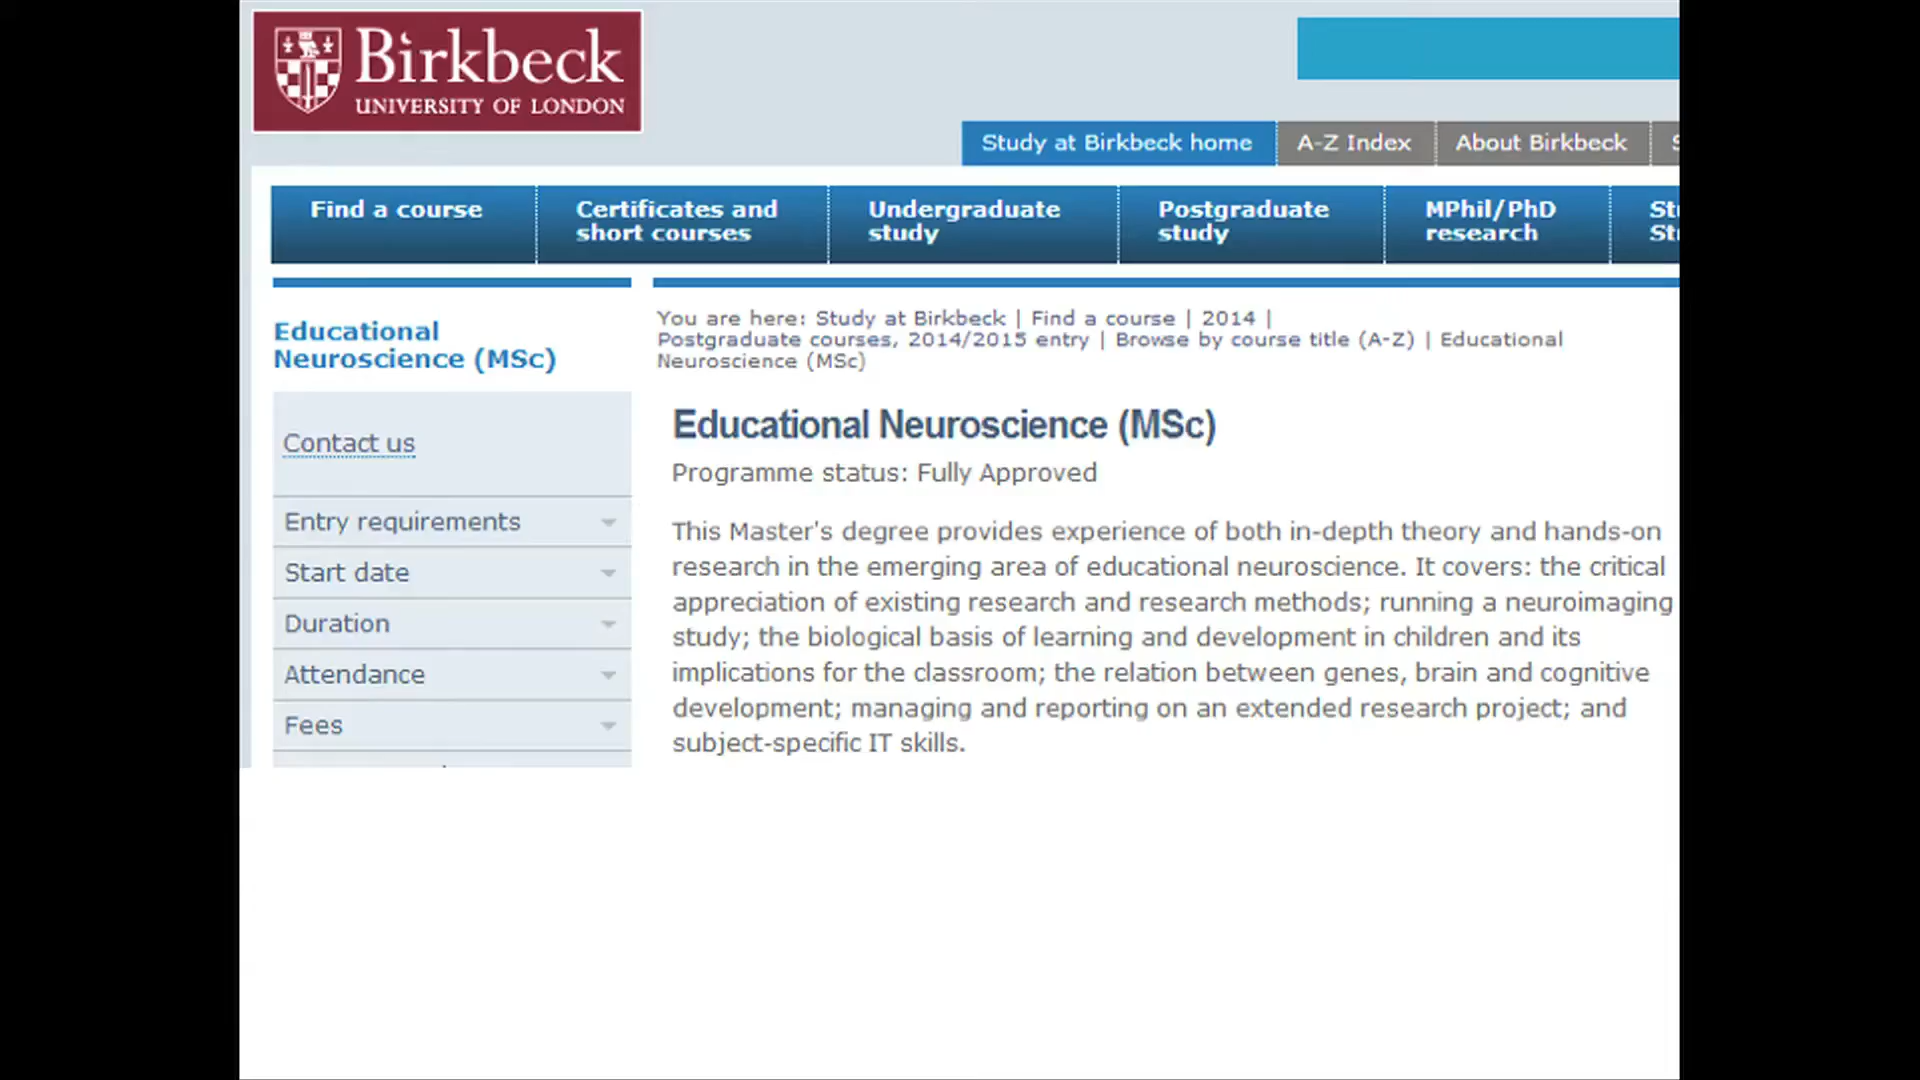 Birkbeck
UNIVERSITY OF LONDON
Study at Birkbeck home
A-Z Index
About Birkbeck
Find a course
Certificates and
short courses
Undergraduate
study
Postgraduate
study
MPhil/PhD
research
Educational
Neuroscience (MSc)
Contact us
Entry requirements
Start date
Duration
Attendance
Fees
You are here: Study at Birkbeck | Find a course | 2014 |
Postgraduate courses, 2014/2015 entry | Browse by course title (A-Z) | Educational
Neuroscience (MSc)
Educational Neuroscience (MSc)
Programme status: Fully Approved
This Master's degree provides experience of both in-depth theory and hands-on
research in the emerging area of educational neuroscience. It covers: the critical
appreciation of existing research and research methods; running a neuroimaging
study; the biological basis of learning and development in children and its
implications for the classroom; the relation between genes, brain and cognitive
development; managing and reporting on an extended research project; and
subject-specific IT skills.